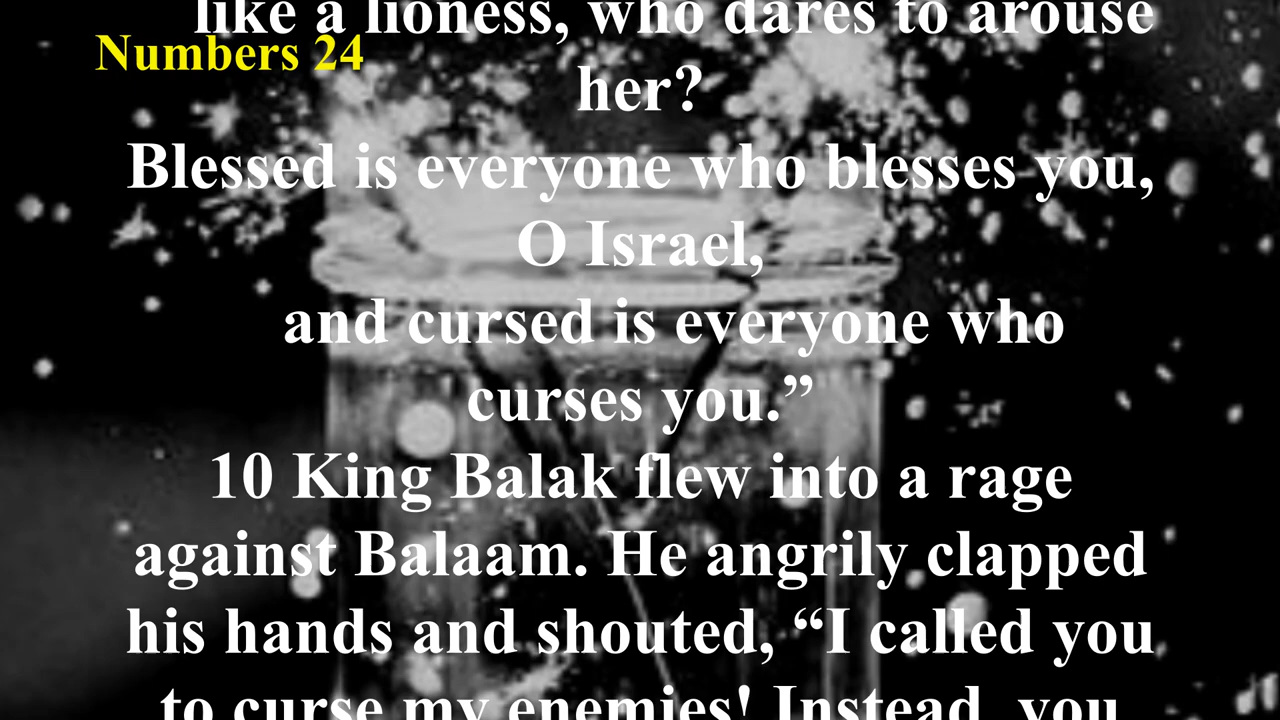 like a lioness, who dares to arouse
Numbers 24
her?
Blessed is everyone who blesses you,
O Israel,
and cursed is everyone who
curses you.”
10 King Balak flew into a rage
against Balaam. He angrily clapped
his hands and shouted, “I called you
to curse my enemies! Instead, you